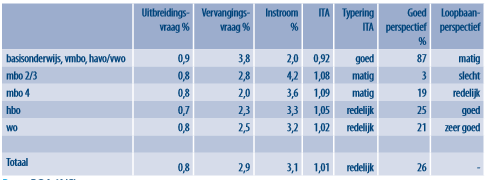 Uitbreidings- Vervangings- Instroom ITA Typering Goed Loopbaan-
vraag % vraag % % ITA perspectief perspectief
%
basisonderwijs, vmbo, havo/vwo 0,9 3,8 2,0 0,92 goed 87 matig
mbo 2/3 0,8 2,8 4,2 1,08 matig 3 slecht
mbo 4 0,8 2,0 3,6 1,09 matig 19 redelijk
hbo 0,7 2,3 3,3 1,05 redelijk 25 goed
wo 0,8 2,5 3,2 1,02 redelijk 21 zeer goed
Totaal 0,8 2,9 3,1 1,01 redelijk 26 -